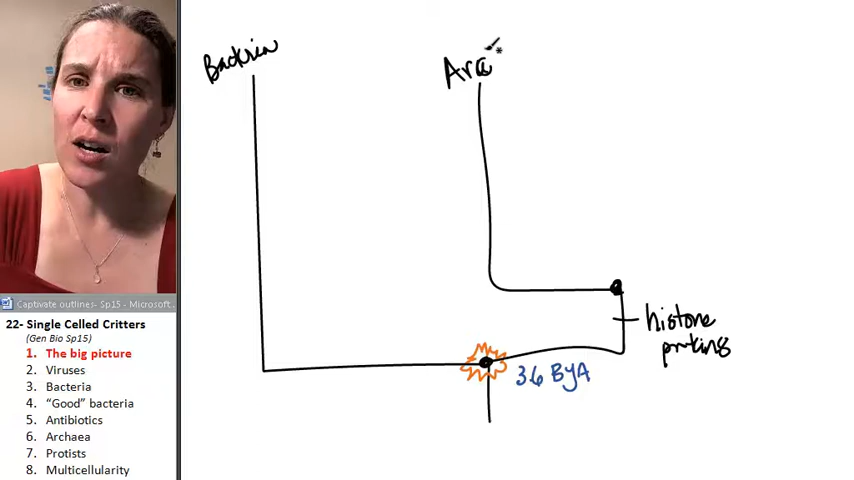 Bacteria
Ara
histone
proteins
3.6 BYA
Captivate outlines- Sp15 - Microsoft...
22- Single Celled Critters
(Gen Bio Sp15)
1. The big picture
2. Viruses
3. Bacteria
4. “Good” bacteria
5. Antibiotics
6. Archaea
7. Protists
8. Multicellularity